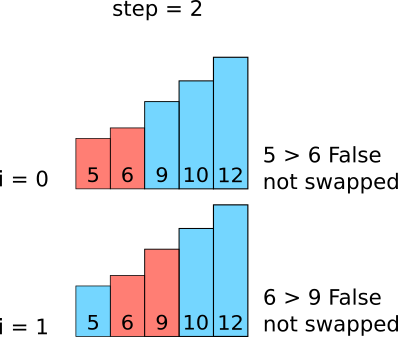 step = 2
5 > 6 False
not swapped
i = 0
5 6 9 10 12
6 > 9 False
not swapped
i = 1
5 6 9 10 12